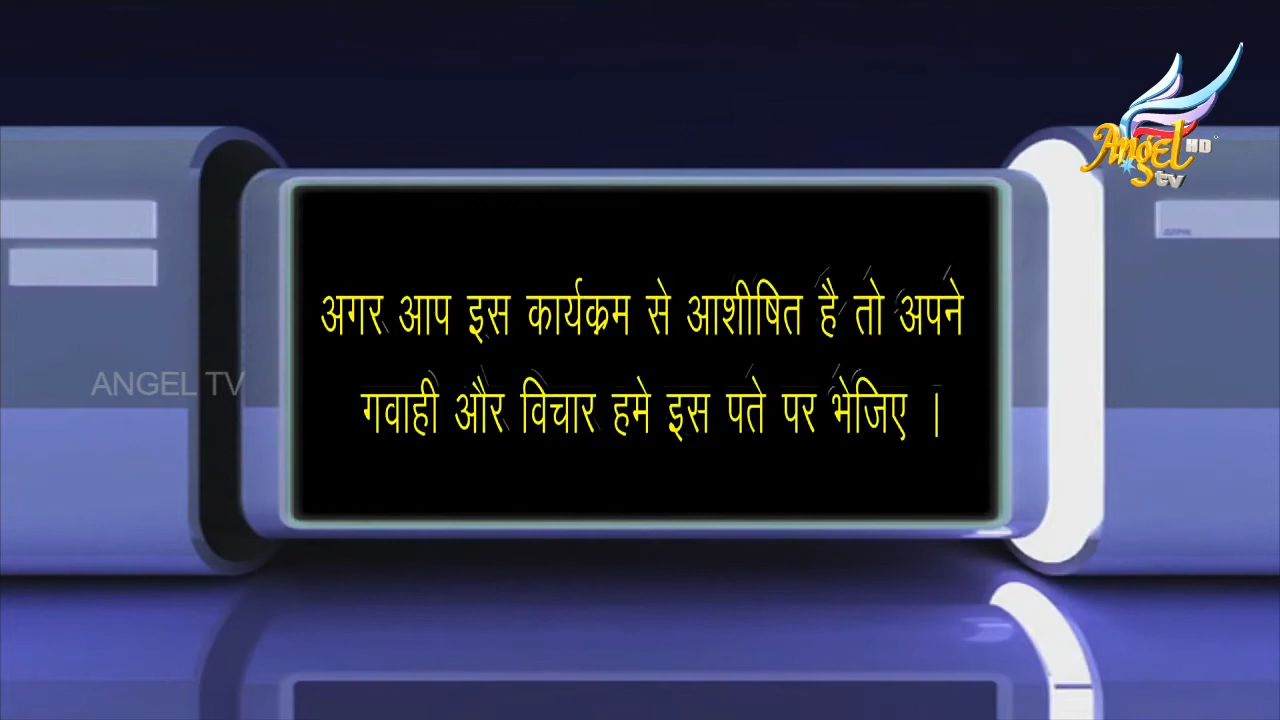 Angel HD
tv
अगर आप इस कार्यक्रम से आशीषित है तो अपने
ANGEL TV
गवाही और विचार हमे इस पते पर भेजिए ।